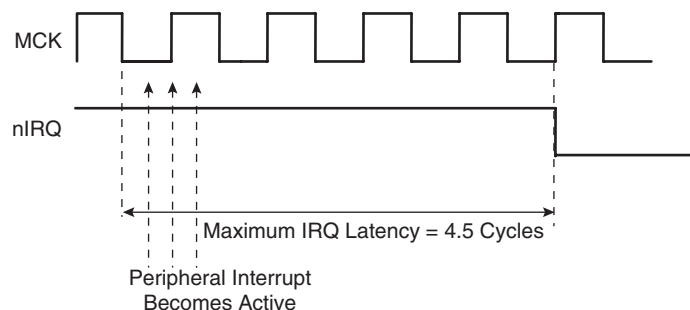 MCK
nIRQ
Maximum IRQ Latency = 4.5 Cycles
Peripheral Interrupt
Becomes Active